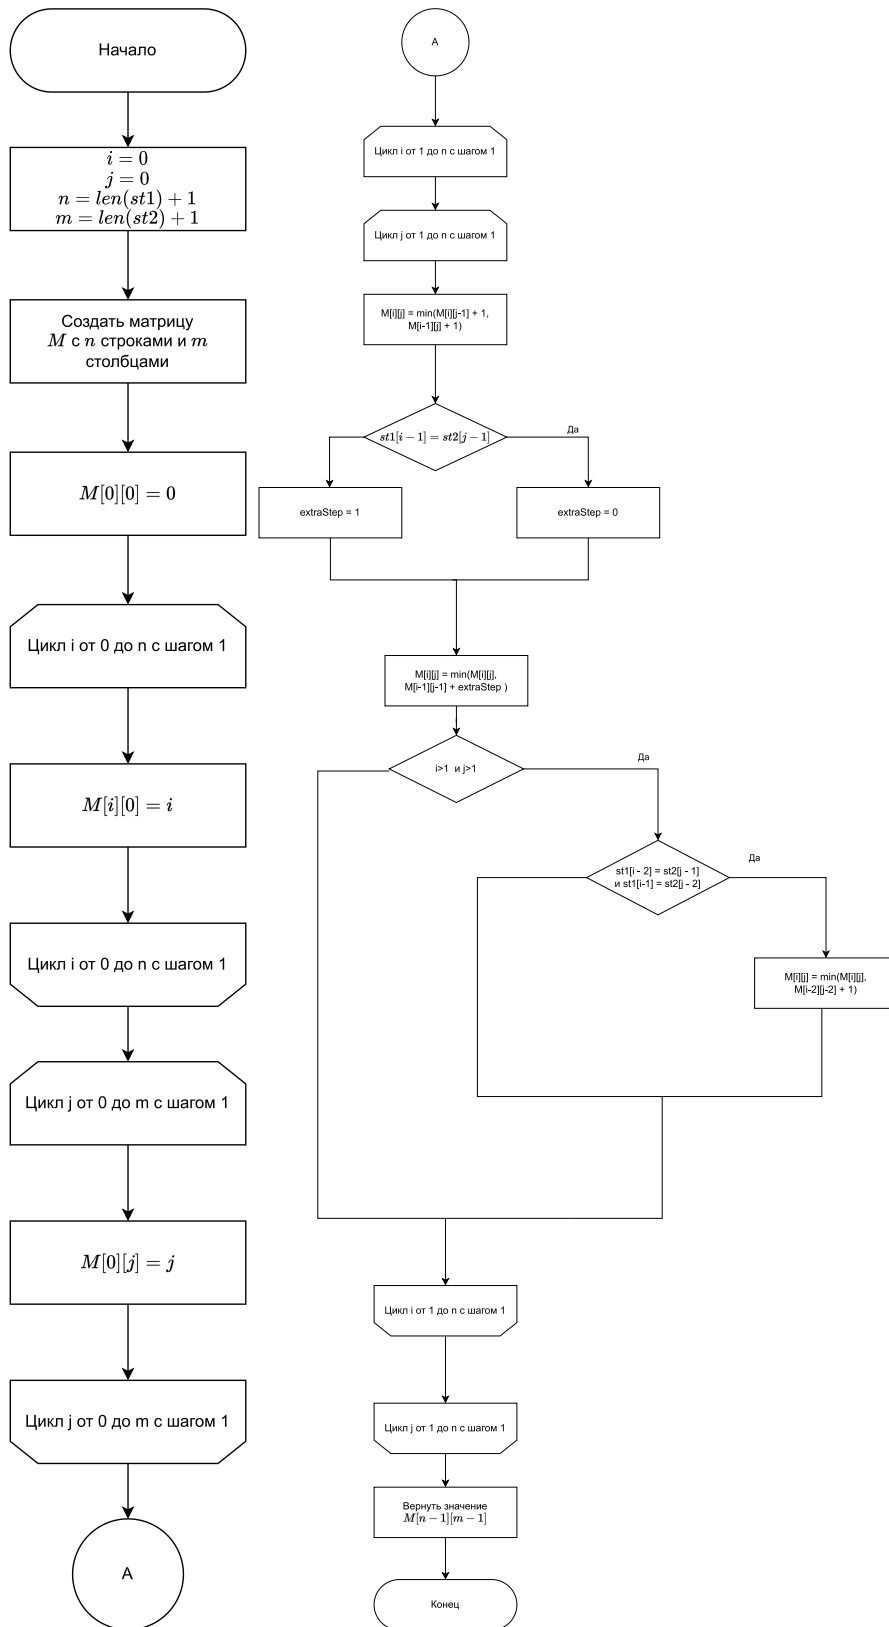 Начало
i = 0
j = 0
n = len(st1) + 1
m = len(st2) + 1
Создать матрицу
M с n строками и m
столбцами
M[0][0] = 0
Цикл i от 0 до n с шагом 1
M[i][0] = i
Цикл i от 0 до n с шагом 1
Цикл j от 0 до m с шагом 1
M[0][j] = j
Цикл j от 0 до m с шагом 1
А
А
Цикл i от 1 до n с шагом 1
Цикл j от 1 до n с шагом 1
M[i][j] = min(M[i][j-1] + 1,
M[i-1][j] + 1)
st1[i − 1] = st2[j − 1]
Да
extraStep = 1
extraStep = 0
M[i][j] = min(M[i][j],
M[i-1][j-1] + extraStep )
i>1 и j>1
Да
st1[i - 2] = st2[j - 1]
и st1[i-1] = st2[j - 2]
Да
M[i][j] = min(M[i][j],
M[i-2][j-2] + 1)
Цикл i от 1 до n с шагом 1
Цикл j от 1 до n с шагом 1
Вернуть значение
M[n − 1][m − 1]
Конец